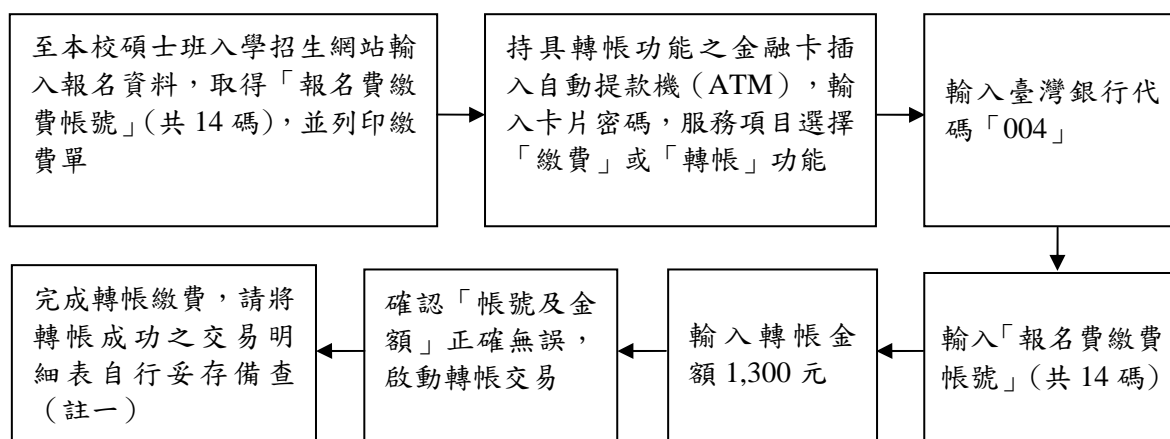 至本校碩士班入學招生網站輸
入報名資料，取得「報名費繳
費帳號」（共 14 碼），並列印繳
費單
持具轉帳功能之金融卡插
入自動提款機（ATM），輸
入卡片密碼，服務項目選擇
「繳費」或「轉帳」功能
輸入臺灣銀行代
碼「004」
輸入「報名費繳費
帳號」（共 14 碼）
輸入轉帳金
額 1,300 元
確認「帳號及金
額」正確無誤，
啟動轉帳交易
完成轉帳繳費，請將
轉帳成功之交易明
細表自行妥存備查
（註一）